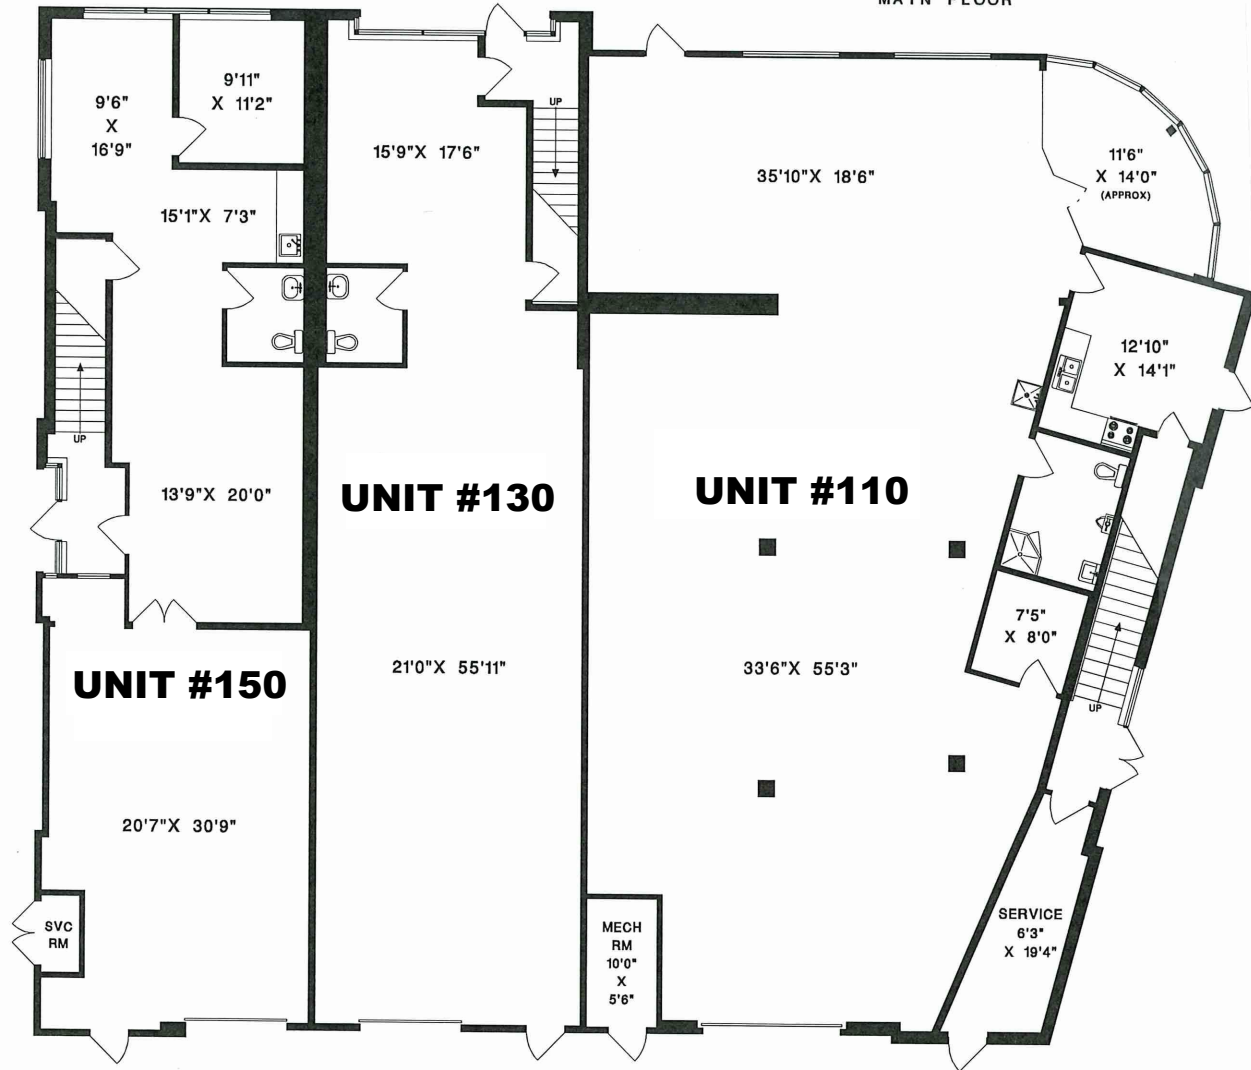 MAIN FLOOR
9'6"
X
16'9"
9'11"
X 11'2"
15'1"X 7'3"
UP
13'9"X 20'0"
UNIT #150
20'7"X 30'9"
SVC
RM
15'9"X 17'6"
UP
UNIT #130
21'0"X 55'11"
35'10"X 18'6"
11'6"
X 14'0"
(APPROX)
12'10"
X 14'1"
UNIT #110
7'5"
X 8'0"
33'6"X 55'3"
UP
MECH
RM
10'0"
X
5'6"
SERVICE
6'3"
X 19'4"